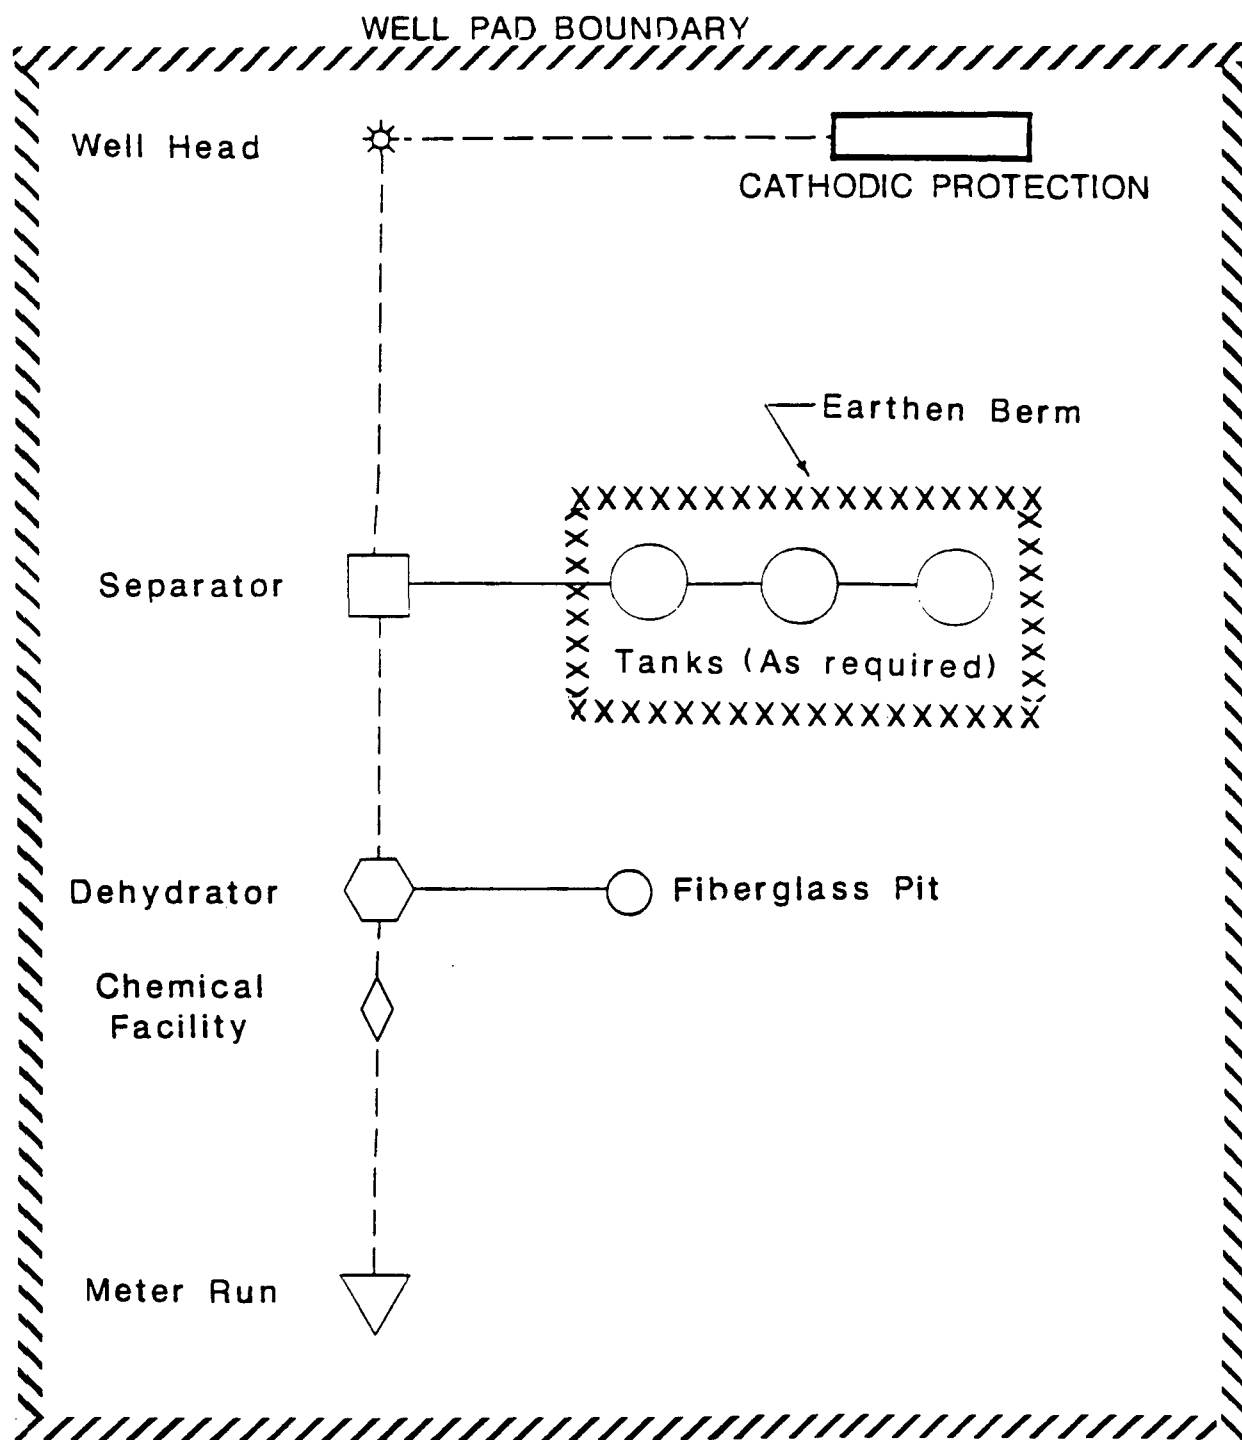 WELL PAD BOUNDARY
Well Head
CATHODIC PROTECTION
Earthen Berm
Separator
Tanks (As required)
Dehydrator
Fiberglass Pit
Chemical
Facility
Meter Run